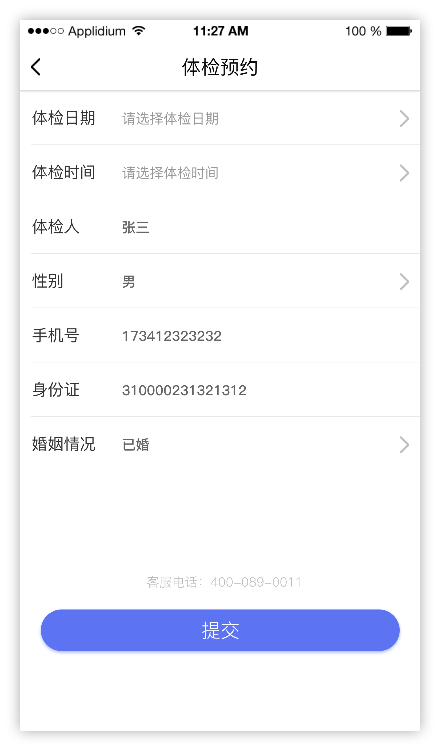 Applidium 11:27 AM 100 %
体检预约
体检日期 请选择体检日期
体检时间 请选择体检时间
体检人 张三
性别 男
手机号 173412323232
身份证 310000231321312
婚姻情况 已婚
客服电话：400-089-0011
提交